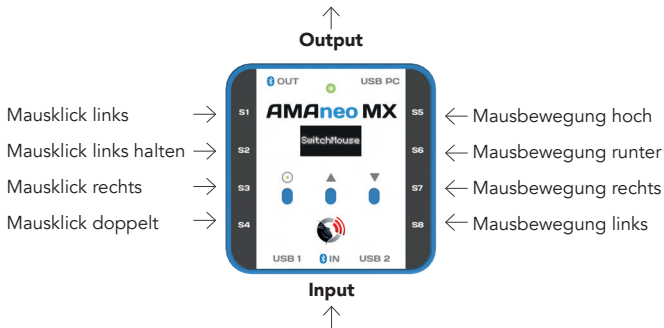 Output
OUT USB PC
AMAneo MX
SwitchMouse
Mausklick links
Mausklick links halten
Mausklick rechts
Mausklick doppelt
S1
S2
S3
S4
S5
S6
S7
S8
Mausbewegung hoch
Mausbewegung runter
Mausbewegung rechts
Mausbewegung links
USB 1 IN USB 2
Input